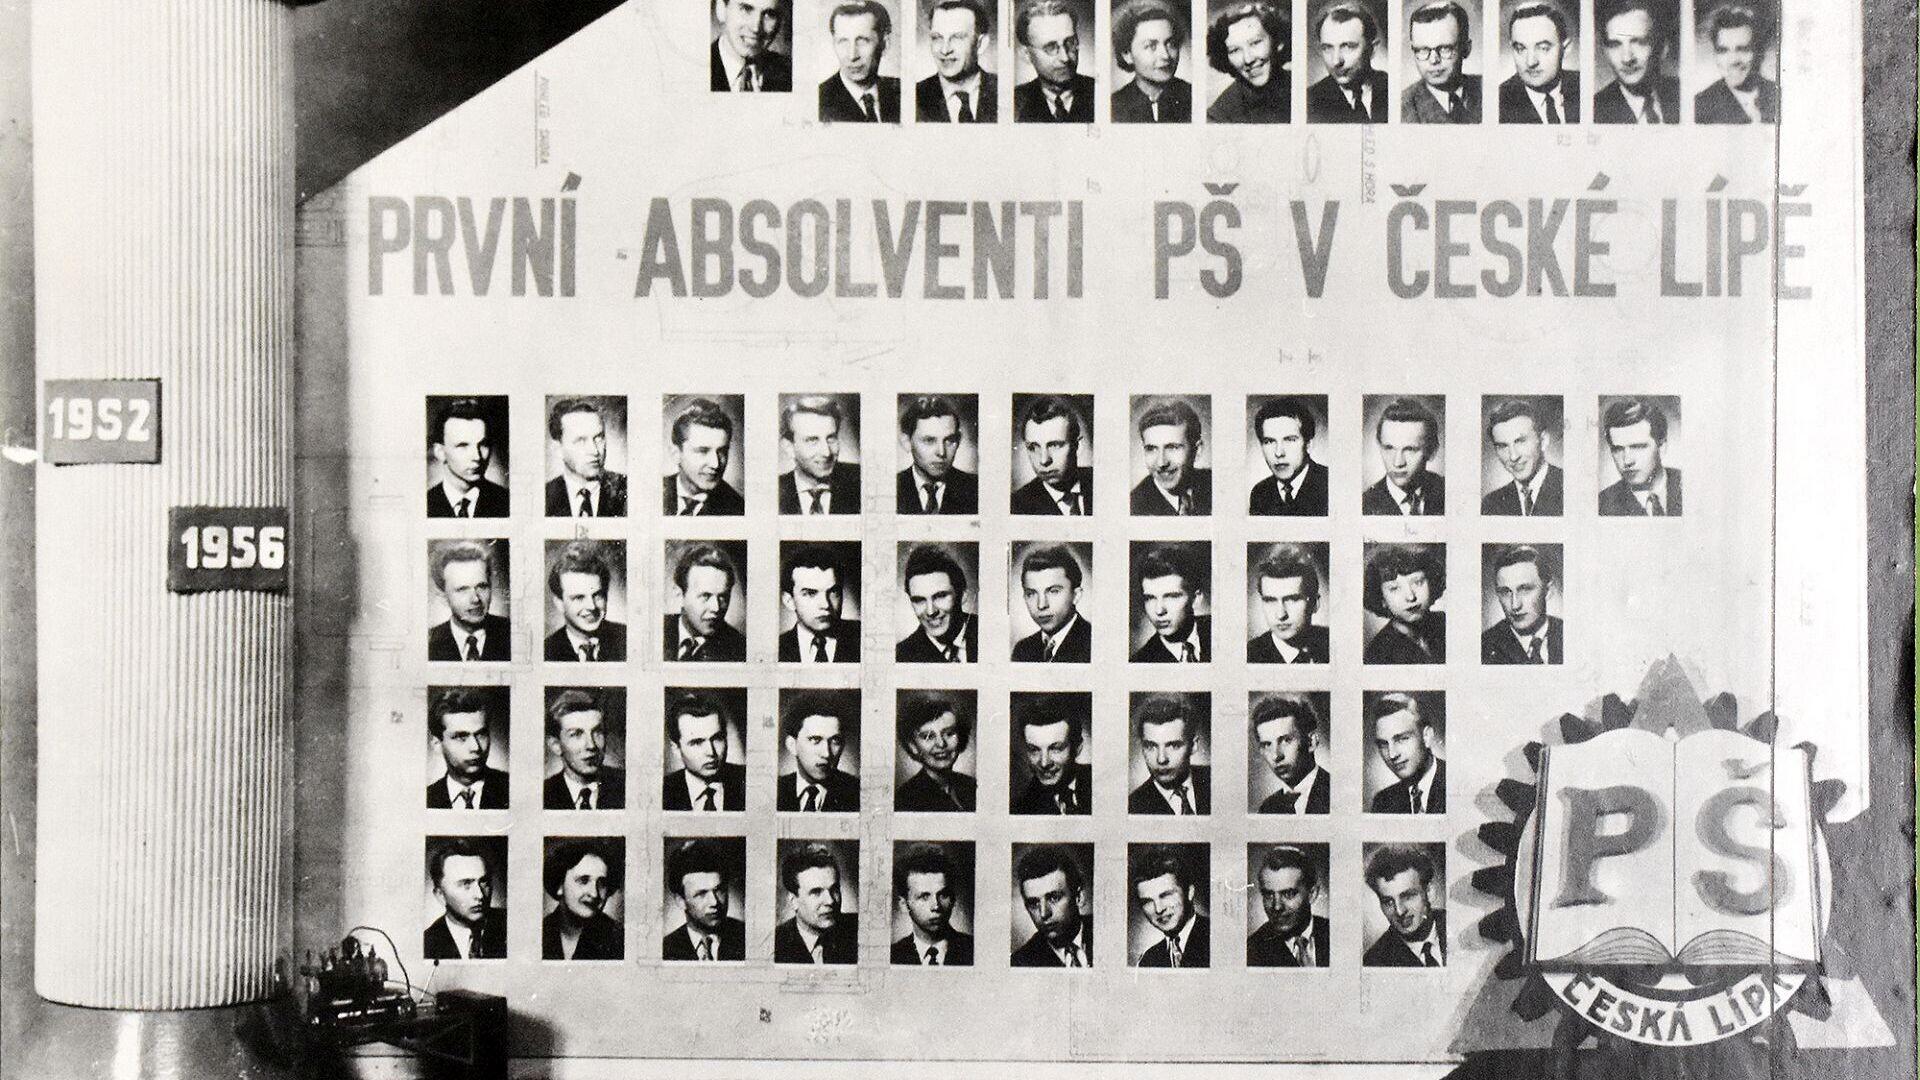 PRVNÍ ABSOLVENTI PŠ V ČESKÉ LÍPĚ
1952
1956
PŠ
ČESKÁ LÍPA